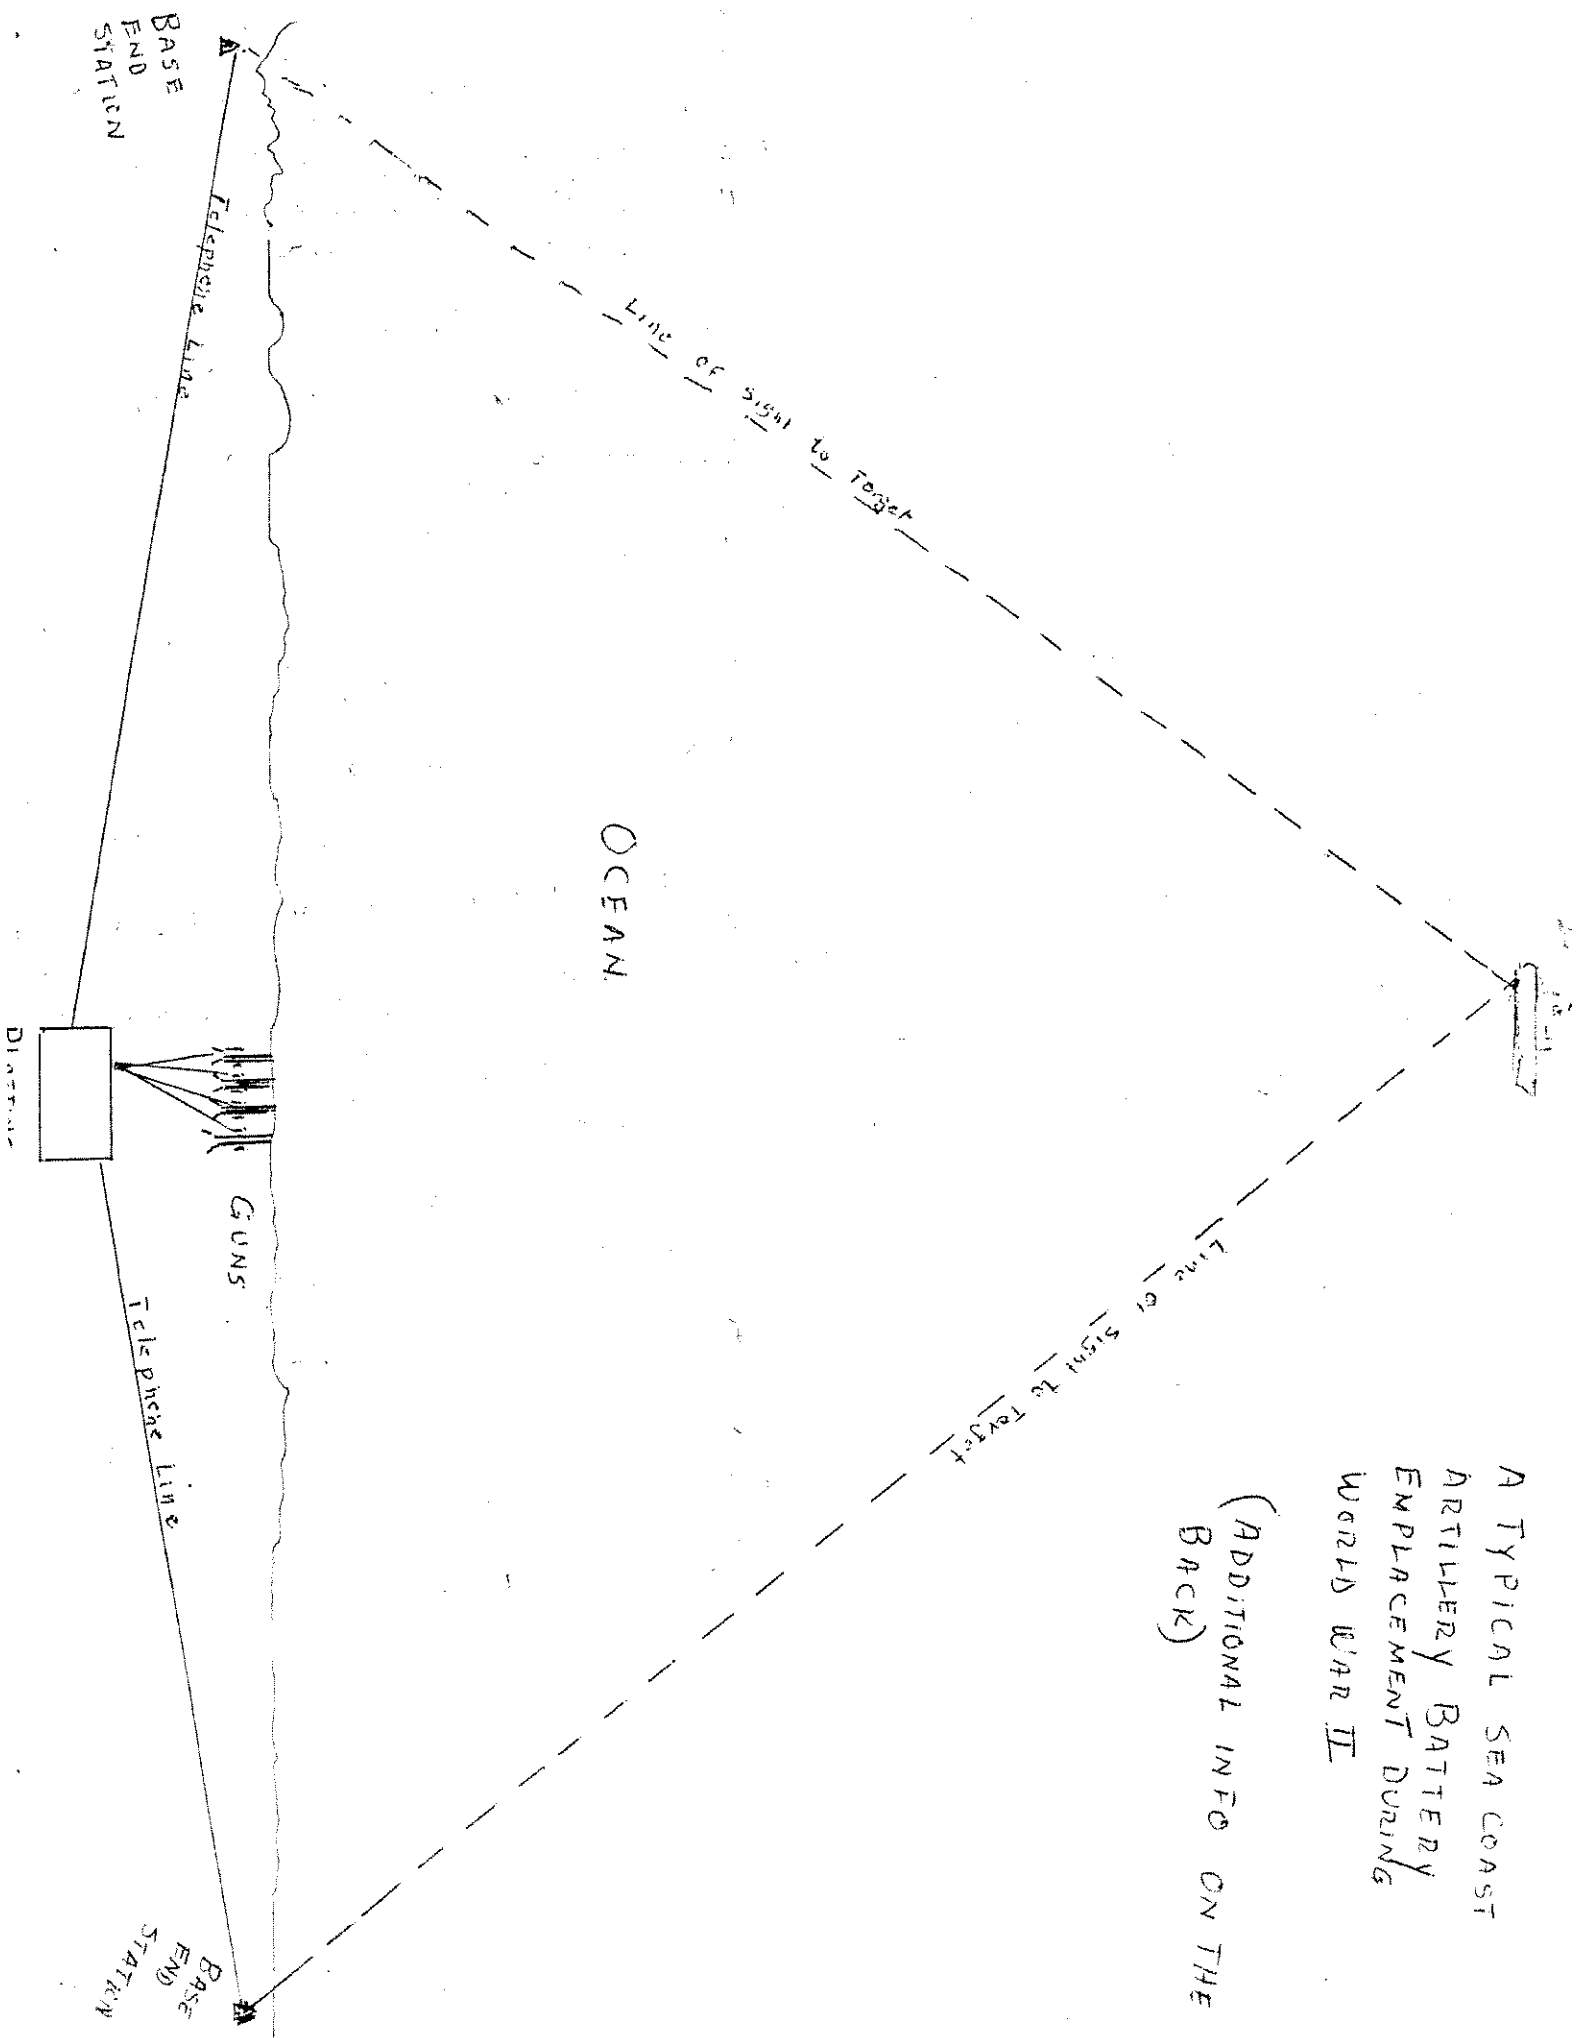 A TYPICAL SEA COAST
ARTILLERY BATTERY
EMPLACEMENT DURING
WORLD WAR II
(ADDITIONAL INFO ON THE
BACK)
Line of Sight to Target
Line of Sight to Target
OCEAN
BASE
END
STATION
Telephone Line
GUNS
Telephone Line
BASE
END
STATION